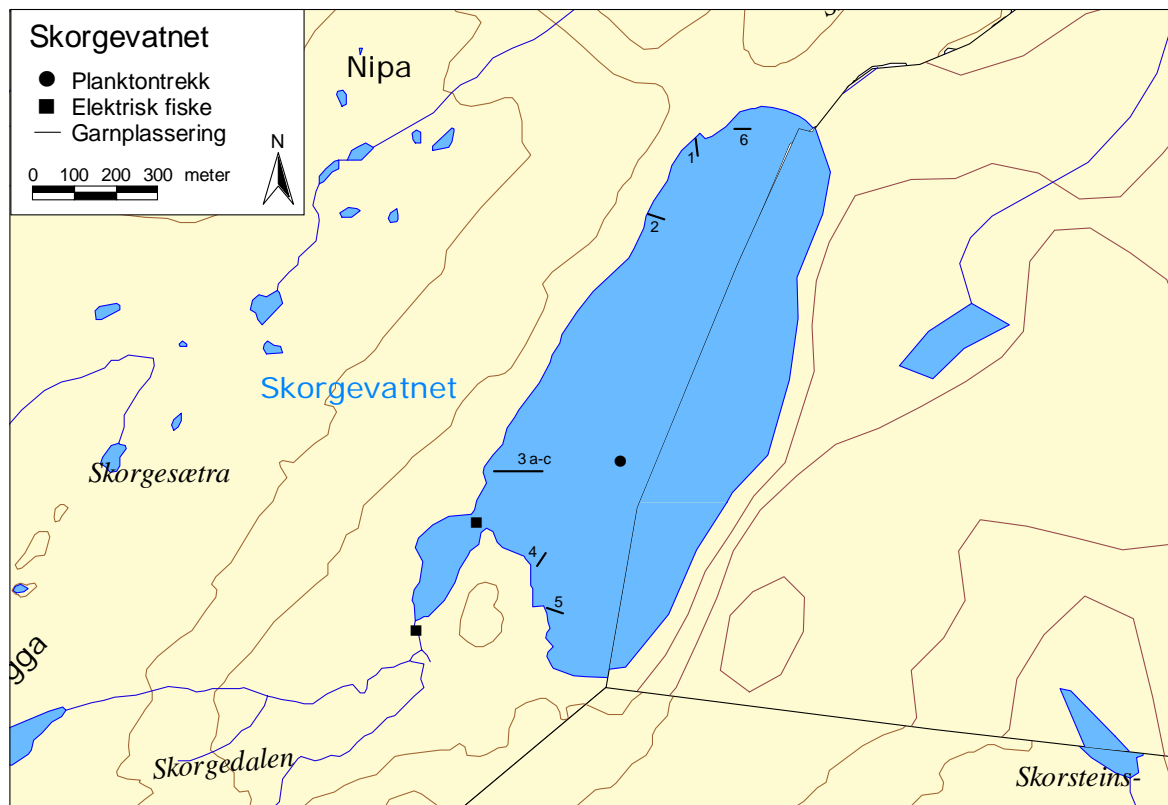 Skorgevatnet
Planktontrekk
Elektrisk fiske
Garnplassering
N
0 100 200 300 meter
Nipa
6
1
2
Skorgevatnet
3 a-c
Skorgesætra
4
5
gga
Skorgedalen
Skorsteins-